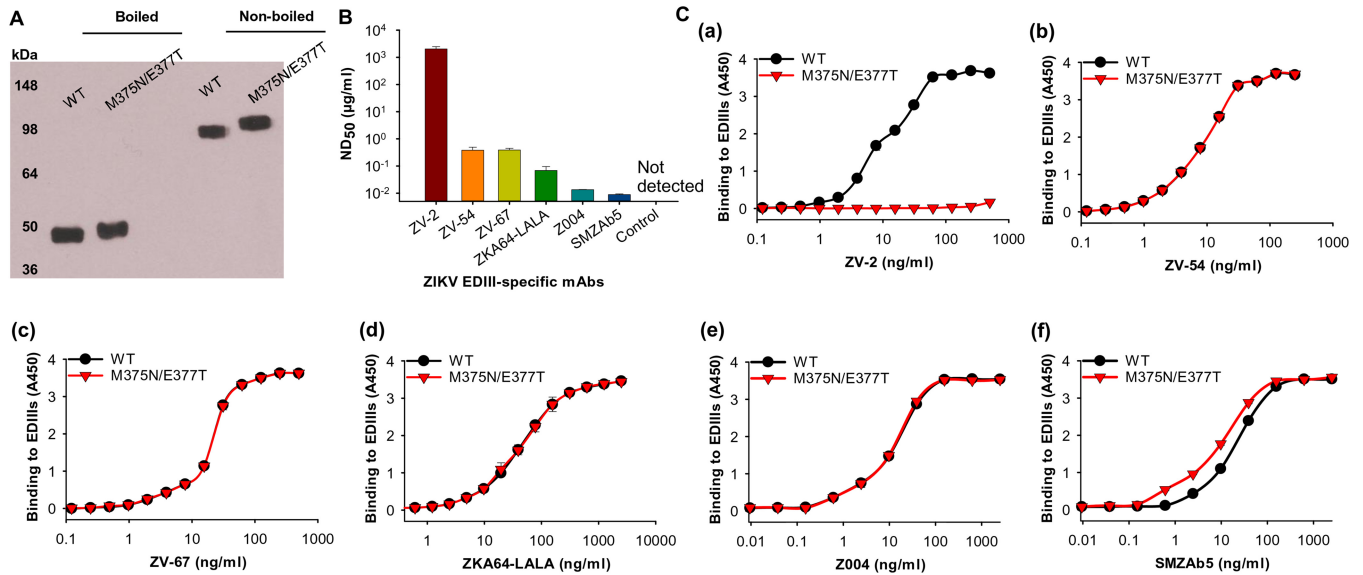 A
Boiled
Non-boiled
kDa
WT
M375N/E377T
WT
M375N/E377T
148
98
64
50
36
B
ND50 (µg/ml)
10^4
10^3
10^2
10^1
10^0
10^-1
10^-2
Not
detected
ZV-2
ZV-54
ZV-67
ZKA64-LALA
Z004
SMZAb5
Control
ZIKV EDIII-specific mAbs
C
(a)
WT
M375N/E377T
Binding to EDIIIs (A450)
4
3
2
1
0
0.1 1 10 100 1000
ZV-2 (ng/ml)
(b)
WT
M375N/E377T
Binding to EDIIIs (A450)
4
3
2
1
0
0.1 1 10 100 1000
ZV-54 (ng/ml)
(c)
WT
M375N/E377T
Binding to EDIIIs (A450)
4
3
2
1
0
0.1 1 10 100 1000
ZV-67 (ng/ml)
(d)
WT
M375N/E377T
Binding to EDIIIs (A450)
4
3
2
1
0
1 10 100 1000 10000
ZKA64-LALA (ng/ml)
(e)
WT
M375N/E377T
Binding to EDIIIs (A450)
4
3
2
1
0
0.01 0.1 1 10 100 1000
Z004 (ng/ml)
(f)
WT
M375N/E377T
Binding to EDIIIs (A450)
4
3
2
1
0
0.01 0.1 1 10 100 1000
SMZAb5 (ng/ml)